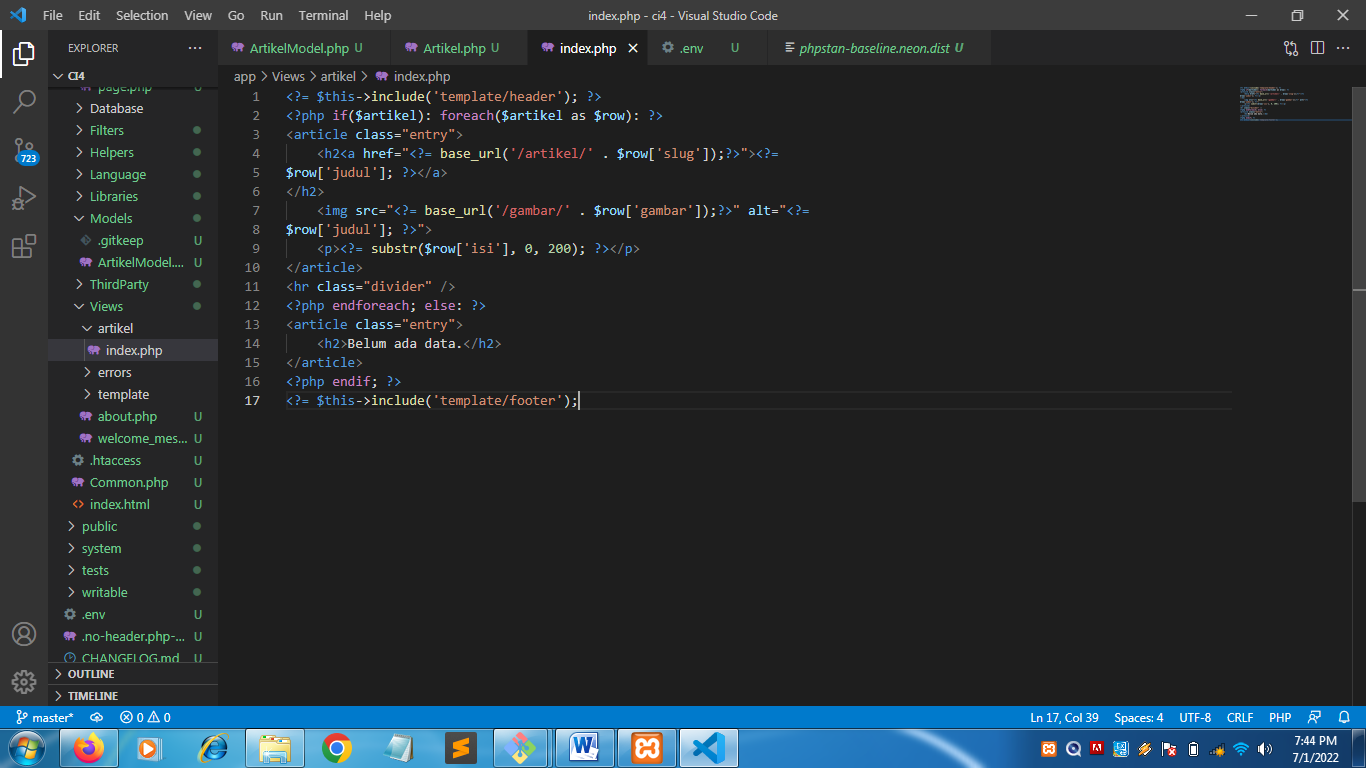 File Edit Selection View Go Run Terminal Help index.php - ci4 - Visual Studio Code
EXPLORER ···
ArtikelModel.php U Artikel.php U index.php .env U phpstan-baseline.neon.dist U
CI4
app > Views > artikel > index.php
page.php U
Database
Filters
Helpers
Language
Libraries
Models
.gitkeep U
ArtikelModel.... U
ThirdParty
Views
artikel
index.php
errors
template
about.php U
welcome_mes... U
.htaccess U
Common.php U
index.html U
public
system
tests
writable
.env U
.no-header.php-... U
CHANGELOG.md U
OUTLINE
TIMELINE
723
1 <?= $this->include('template/header'); ?>
2 <?php if($artikel): foreach($artikel as $row): ?>
3 <article class="entry">
4 <h2<a href="<?= base_url('/artikel/' . $row['slug']);?>"><?=
5 $row['judul']; ?></a>
6 </h2>
7 <img src="<?= base_url('/gambar/' . $row['gambar']);?>" alt="<?=
8 $row['judul']; ?>">
9 <p><?= substr($row['isi'], 0, 200); ?></p>
10 </article>
11 <hr class="divider" />
12 <?php endforeach; else: ?>
13 <article class="entry">
14 <h2>Belum ada data.</h2>
15 </article>
16 <?php endif; ?>
17 <?= $this->include('template/footer');
master* 0 0 Ln 17, Col 39 Spaces: 4 UTF-8 CRLF PHP
7:44 PM
7/1/2022